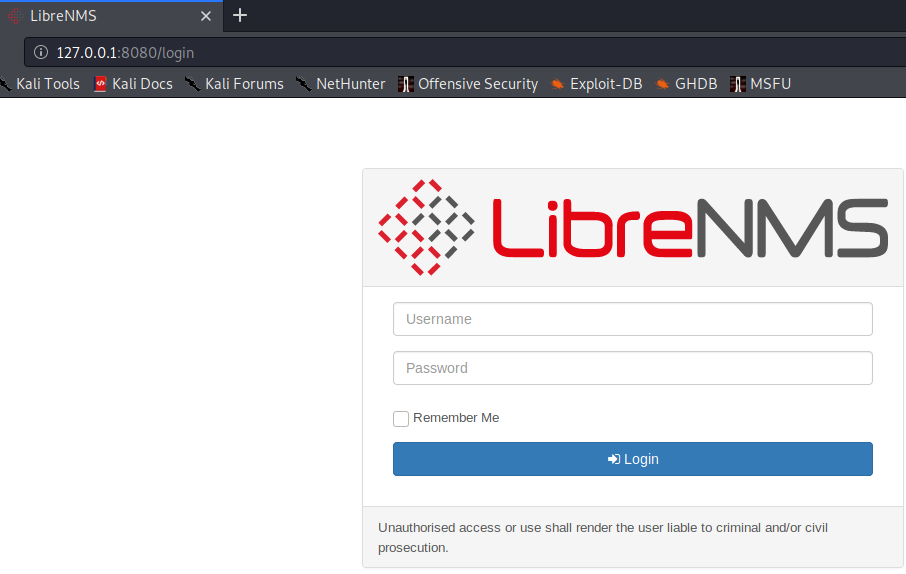 LibreNMS
127.0.0.1:8080/login
Kali Tools Kali Docs Kali Forums NetHunter Offensive Security Exploit-DB GHDB MSFU
LibreNMS
Username
Password
Remember Me
Login
Unauthorised access or use shall render the user liable to criminal and/or civil
prosecution.